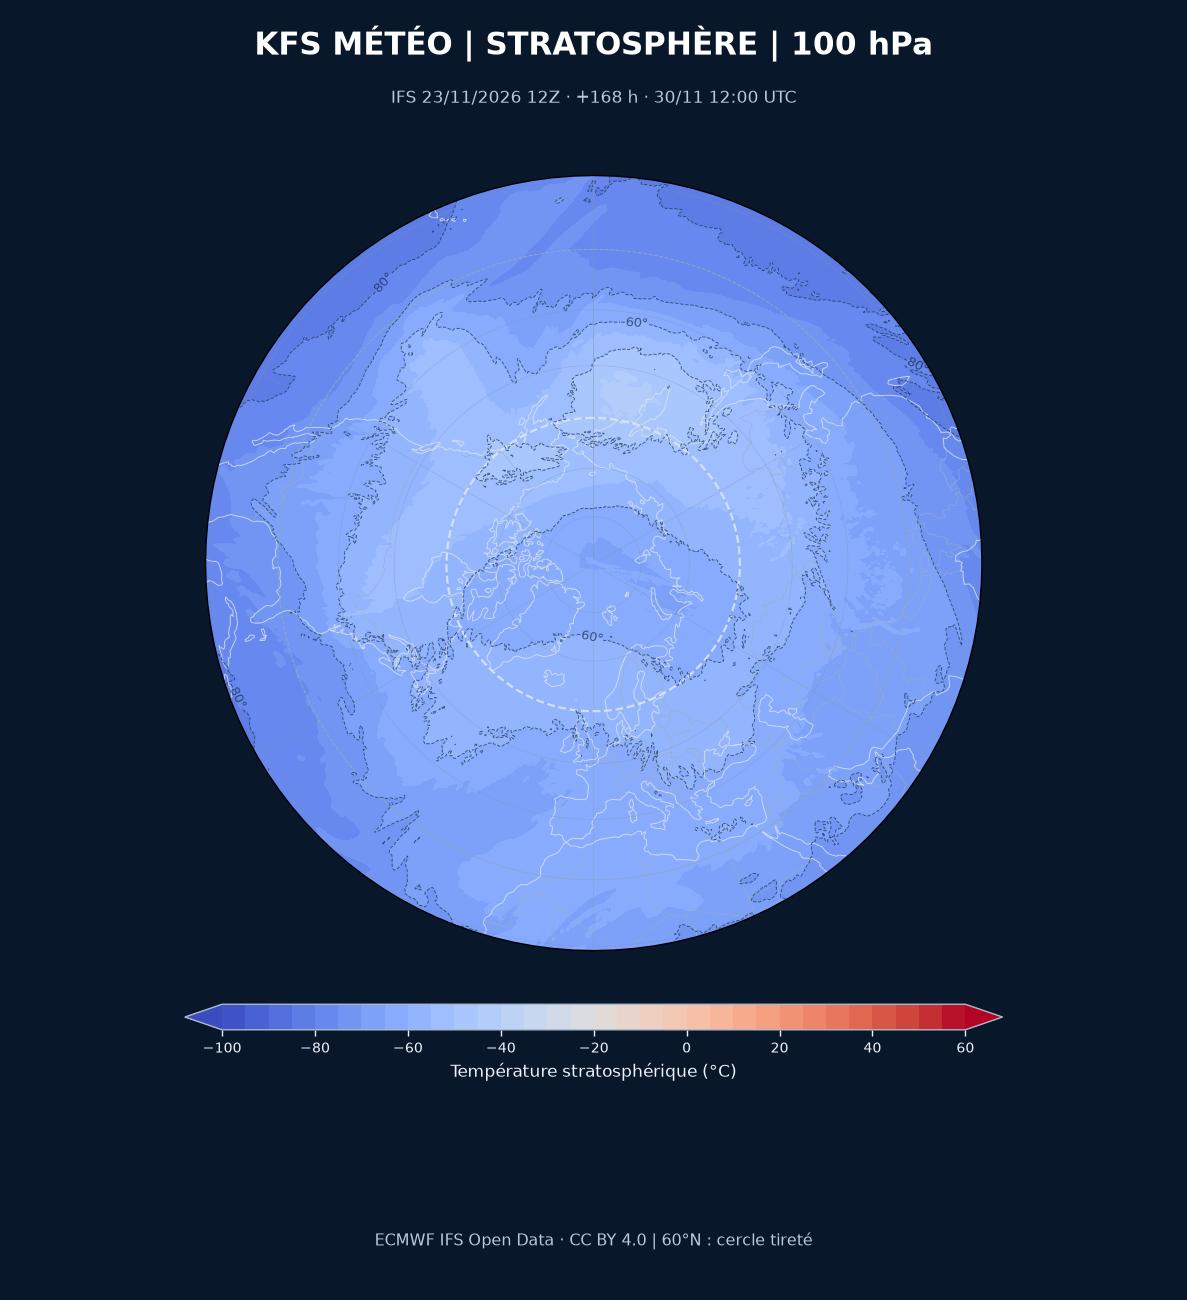 KFS MÉTÉO | STRATOSPHÈRE | 100 hPa
IFS 23/11/2026 12Z · +168 h · 30/11 12:00 UTC
80°
-60°
80°
60°
-80°
−100 −80 −60 −40 −20 0 20 40 60
Température stratosphérique (°C)
ECMWF IFS Open Data · CC BY 4.0 | 60°N : cercle tireté